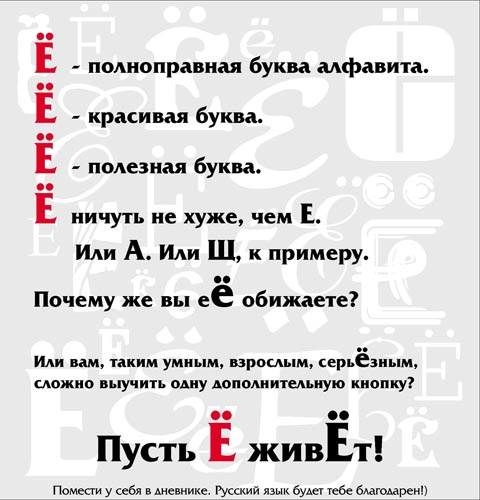 Ё - полноправная буква алфавита.
Ё - красивая буква.
Ё - полезная буква.
Ё ничуть не хуже, чем Е.
Или А. Или Щ, к примеру.
Почему же вы её обижаете?
Или вам, таким умным, взрослым, серьёзным,
сложно выучить одну дополнительную кнопку?
Пусть Ё живЁт!
Помести у себя в дневнике. Русский язык будет тебе благодарен!)